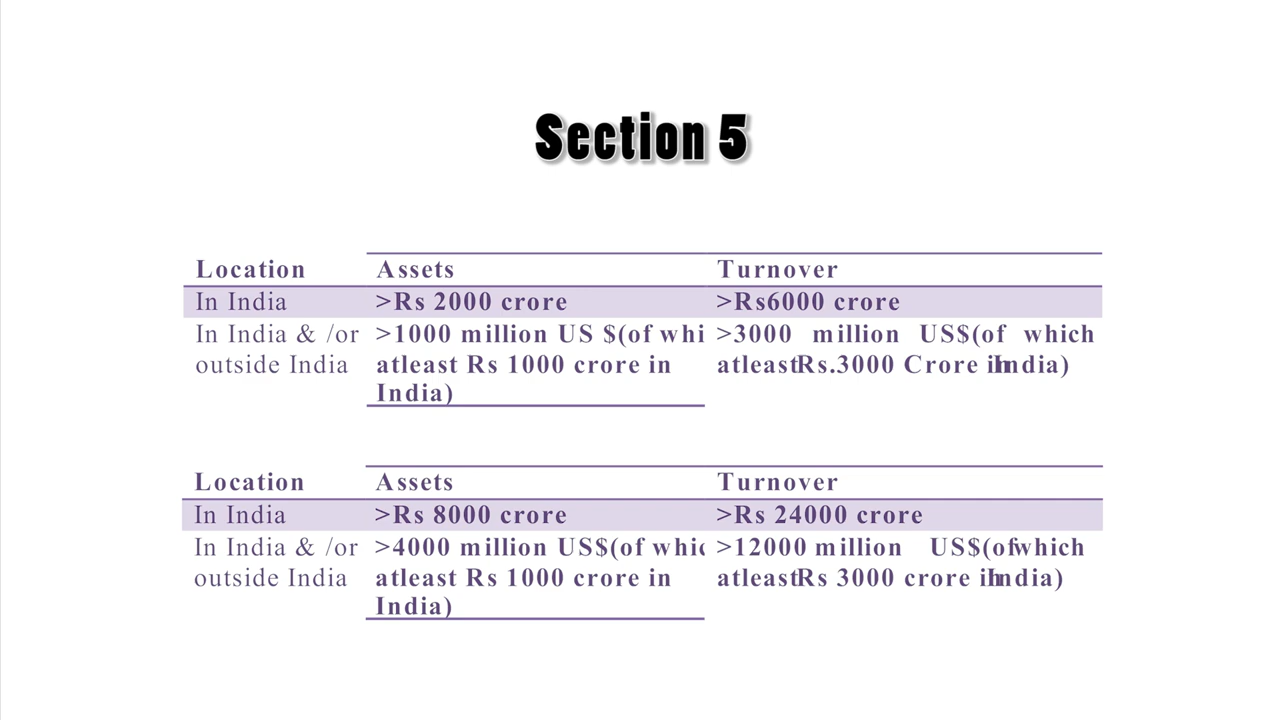 Section 5
Location Assets Turnover
In India >Rs 2000 crore >Rs6000 crore
In India & /or >1000 million US $(of whi >3000 million US$(of which
outside India atleast Rs 1000 crore in atleastRs.3000 Crore inIndia)
India)
Location Assets Turnover
In India >Rs 8000 crore >Rs 24000 crore
In India & /or >4000 million US$(of whic >12000 million US$(ofwhich
outside India atleast Rs 1000 crore in atleastRs 3000 crore inIndia)
India)